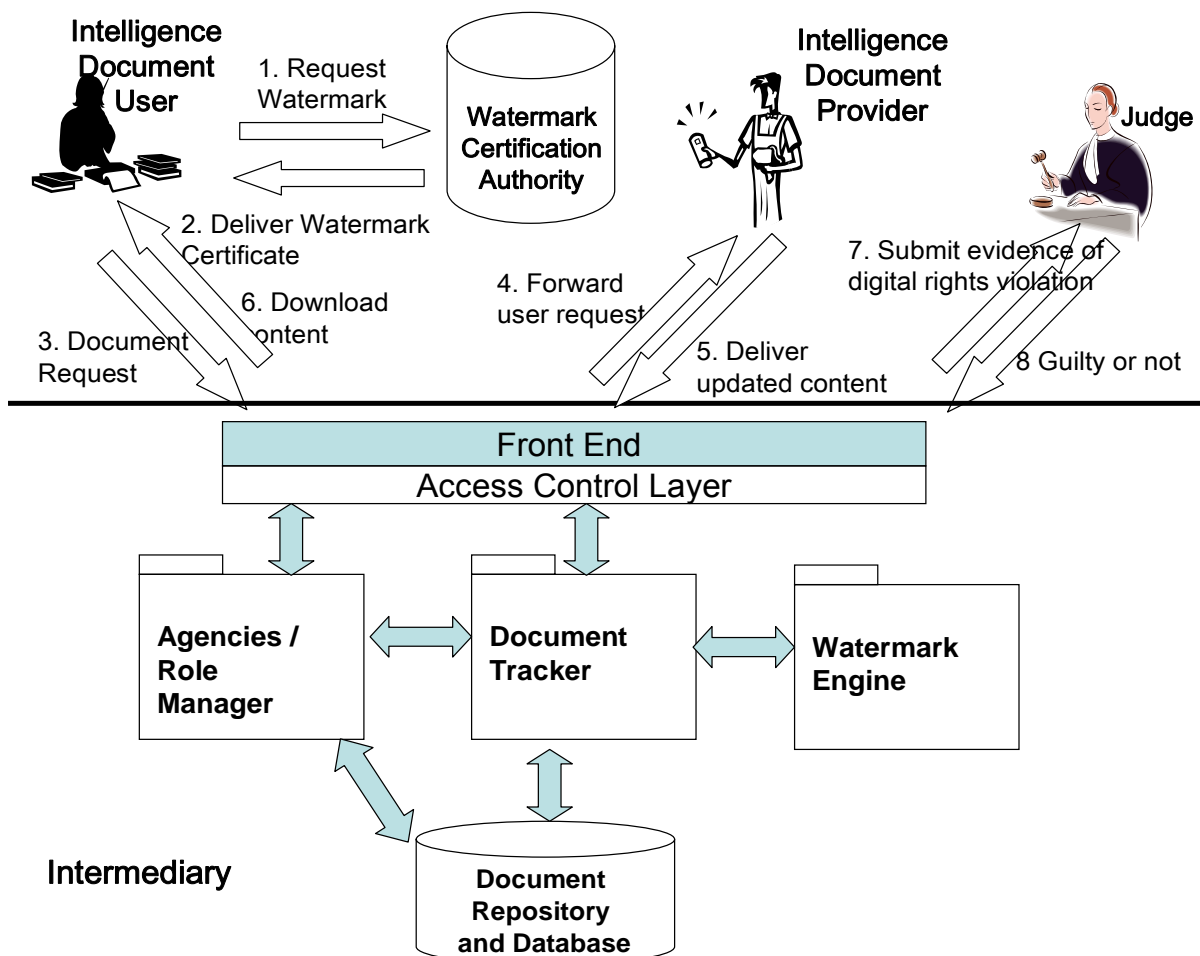 Intelligence
Document
User
1. Request
Watermark
Watermark
Certification
Authority
Intelligence
Document
Provider
Judge
2. Deliver Watermark
Certificate
3. Document
Request
6. Download
content
4. Forward
user request
5. Deliver
updated content
7. Submit evidence of
digital rights violation
8 Guilty or not
Front End
Access Control Layer
Agencies /
Role
Manager
Document
Tracker
Watermark
Engine
Intermediary
Document
Repository
and Database